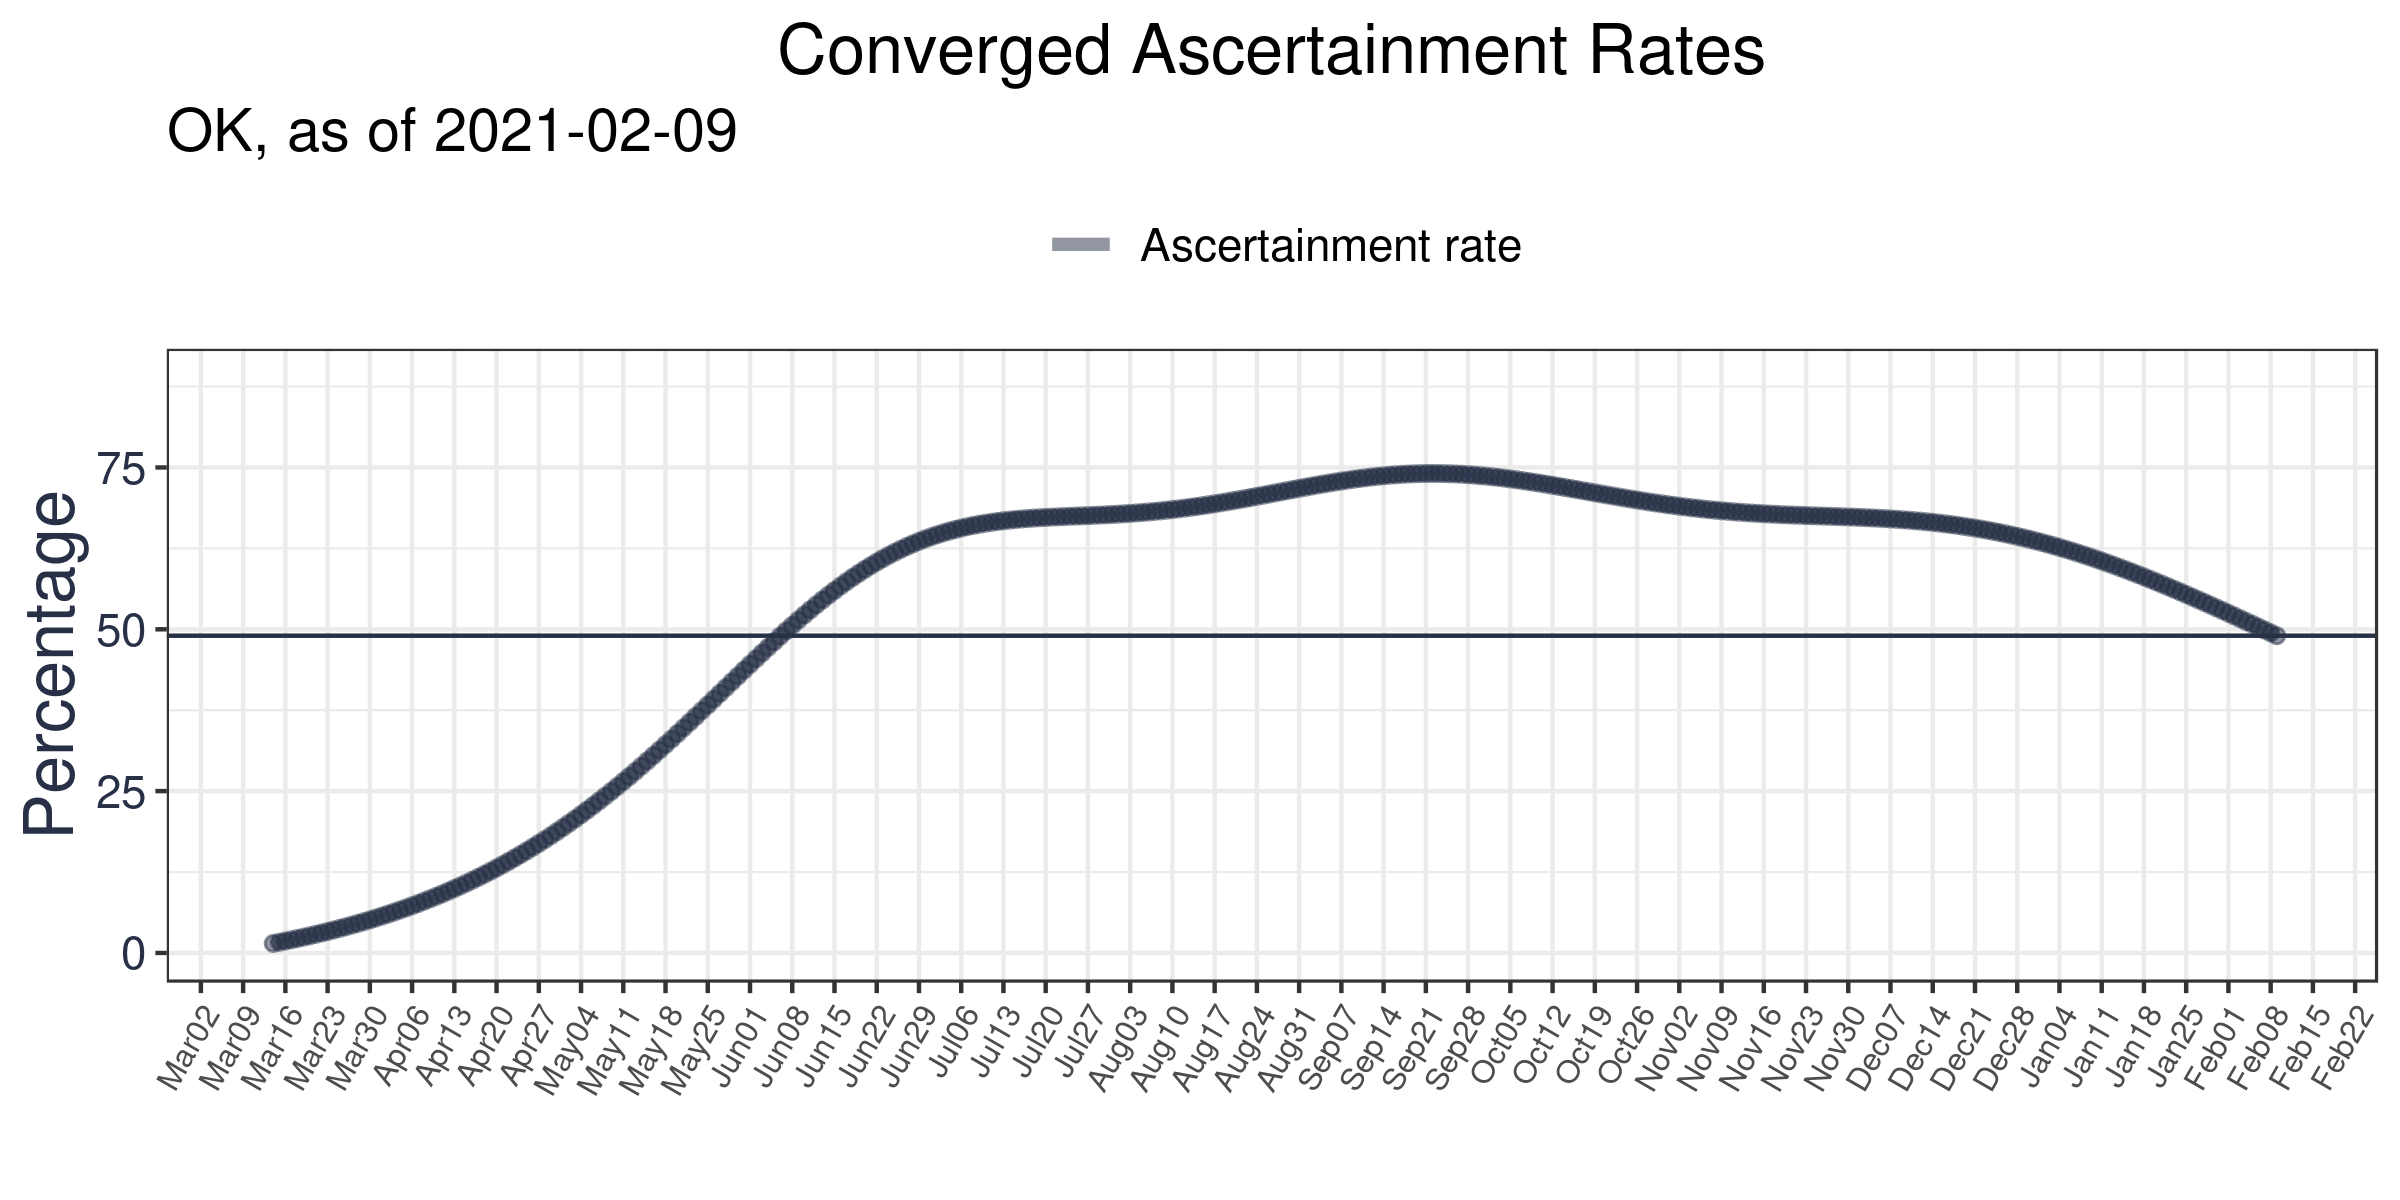 Converged Ascertainment Rates
OK, as of 2021-02-09
Ascertainment rate
Percentage
75
50
25
0
Mar02 Mar09 Mar16 Mar23 Mar30 Apr06 Apr13 Apr20 Apr27 May04 May11 May18 May25 Jun01 Jun08 Jun15 Jun22 Jun29 Jul06 Jul13 Jul20 Jul27 Aug03 Aug10 Aug17 Aug24 Aug31 Sep07 Sep14 Sep21 Sep28 Oct05 Oct12 Oct19 Oct26 Nov02 Nov09 Nov16 Nov23 Nov30 Dec07 Dec14 Dec21 Dec28 Jan04 Jan11 Jan18 Jan25 Feb01 Feb08 Feb15 Feb22